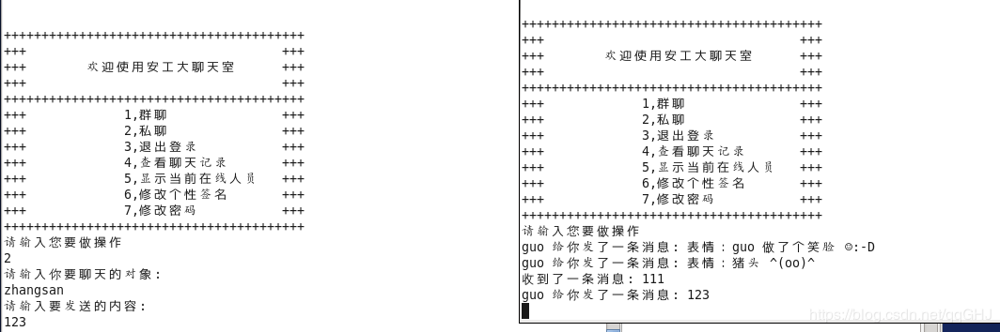 ++++++++++++++++++++++++++++++++++++++++
+++                                  +++
+++        欢迎使用安工大聊天室      +++
+++                                  +++
++++++++++++++++++++++++++++++++++++++++
+++             1,群聊               +++
+++             2,私聊               +++
+++             3,退出登录           +++
+++             4,查看聊天记录       +++
+++             5,显示当前在线人员   +++
+++             6,修改个性签名       +++
+++             7,修改密码           +++
++++++++++++++++++++++++++++++++++++++++
请输入您要做操作
2
请输入你要聊天的对象:
zhangsan
请输入要发送的内容:
123
++++++++++++++++++++++++++++++++++++++++
+++                                  +++
+++        欢迎使用安工大聊天室      +++
+++                                  +++
++++++++++++++++++++++++++++++++++++++++
+++             1,群聊               +++
+++             2,私聊               +++
+++             3,退出登录           +++
+++             4,查看聊天记录       +++
+++             5,显示当前在线人员   +++
+++             6,修改个性签名       +++
+++             7,修改密码           +++
++++++++++++++++++++++++++++++++++++++++
请输入您要做操作
guo 给你发了一条消息: 表情：guo 做了个笑脸 ☺:-D
guo 给你发了一条消息: 表情：猪头 ^(oo)^
收到了一条消息: 111
guo 给你发了一条消息: 123
https://blog.csdn.net/gqGHJ